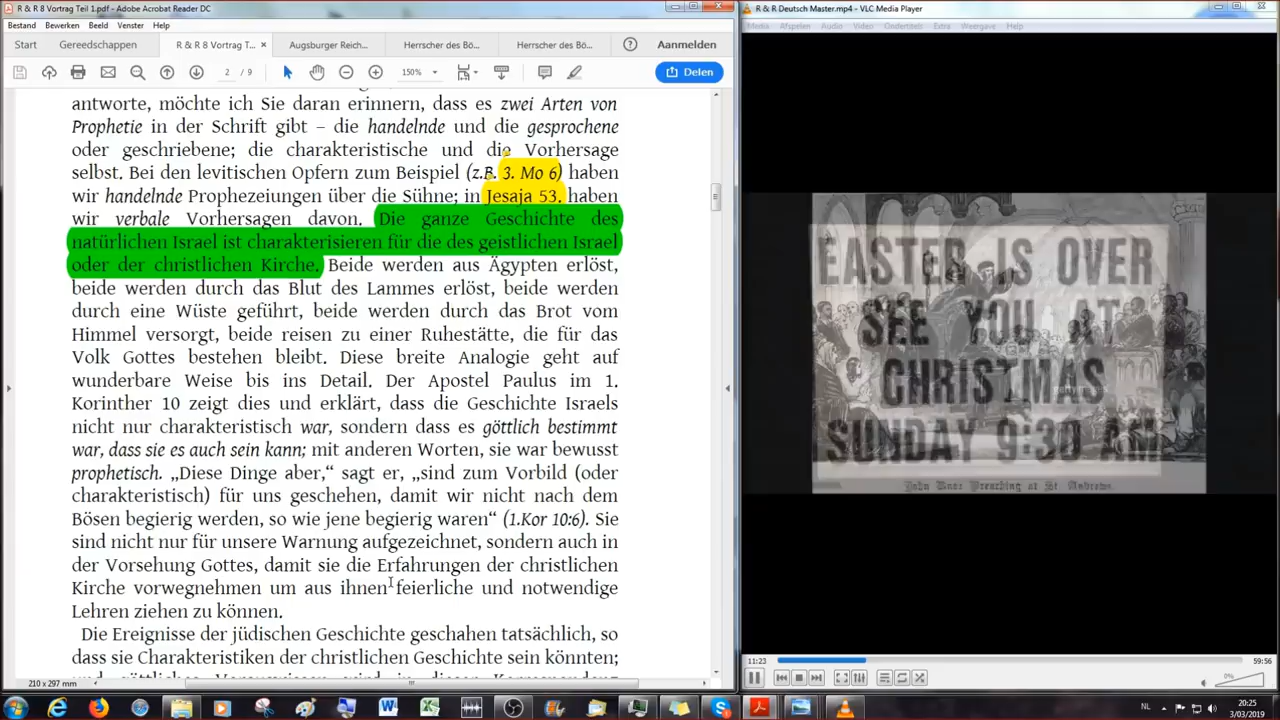 R & R 8 Vortrag Teil 1.pdf - Adobe Acrobat Reader DC
Bestand Bewerken Beeld Venster Help
Start Gereedschappen R & R 8 Vortrag T... × Augsburger Reich... Herrscher des Bö... Herrscher des Bö... Aanmelden
2 / 9 150% Delen
antworte, möchte ich Sie daran erinnern, dass es zwei Arten von
Prophetie in der Schrift gibt – die handelnde und die gesprochene
oder geschriebene; die charakteristische und die Vorhersage
selbst. Bei den levitischen Opfern zum Beispiel (z.B. 3. Mo 6) haben
wir handelnde Prophezeiungen über die Sühne; in Jesaja 53. haben
wir verbale Vorhersagen davon. Die ganze Geschichte des
natürlichen Israel ist charakterisieren für die des geistlichen Israel
oder der christlichen Kirche. Beide werden aus Ägypten erlöst,
beide werden durch das Blut des Lammes erlöst, beide werden
durch eine Wüste geführt, beide werden durch das Brot vom
Himmel versorgt, beide reisen zu einer Ruhestätte, die für das
Volk Gottes bestehen bleibt. Diese breite Analogie geht auf
wunderbare Weise bis ins Detail. Der Apostel Paulus im 1.
Korinther 10 zeigt dies und erklärt, dass die Geschichte Israels
nicht nur charakteristisch war, sondern dass es göttlich bestimmt
war, dass sie es auch sein kann; mit anderen Worten, sie war bewusst
prophetisch. „Diese Dinge aber,“ sagt er, „sind zum Vorbild (oder
charakteristisch) für uns geschehen, damit wir nicht nach dem
Bösen begierig werden, so wie jene begierig waren“ (1.Kor 10:6). Sie
sind nicht nur für unsere Warnung aufgezeichnet, sondern auch in
der Vorsehung Gottes, damit sie die Erfahrungen der christlichen
Kirche vorwegnehmen um aus ihnen feierliche und notwendige
Lehren ziehen zu können.
Die Ereignisse der jüdischen Geschichte geschahen tatsächlich, so
dass sie Charakteristiken der christlichen Geschichte sein könnten;
210 x 297 mm
R & R Deutsch Master.mp4 - VLC Media Player
Media Afspelen Audio Video Ondertitels Extra Weergave Help
EASTER IS OVER
SEE YOU AT
CHRISTMAS
SUNDAY 9:30 AM
John Knox Preaching at St. Andrews.
11:23 59:56
0%
NL 20:25
3/03/2019